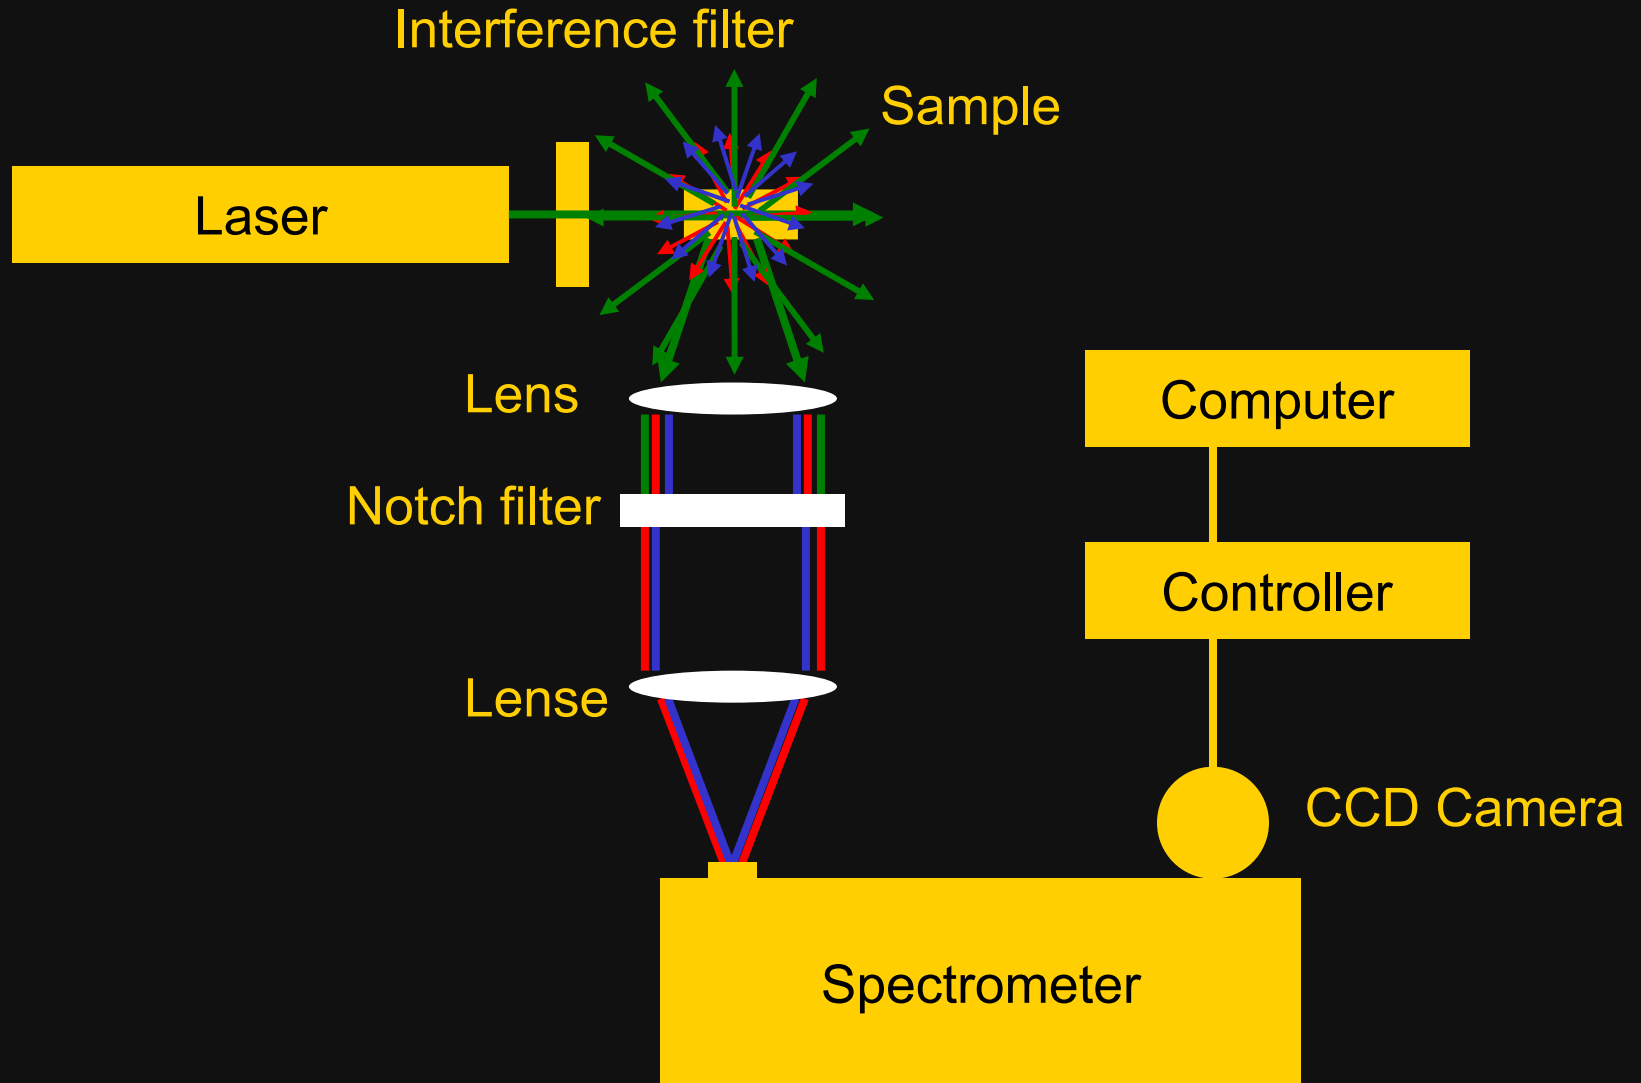 Interference filter
Sample
Laser
Lens
Computer
Notch filter
Controller
Lense
CCD Camera
Spectrometer